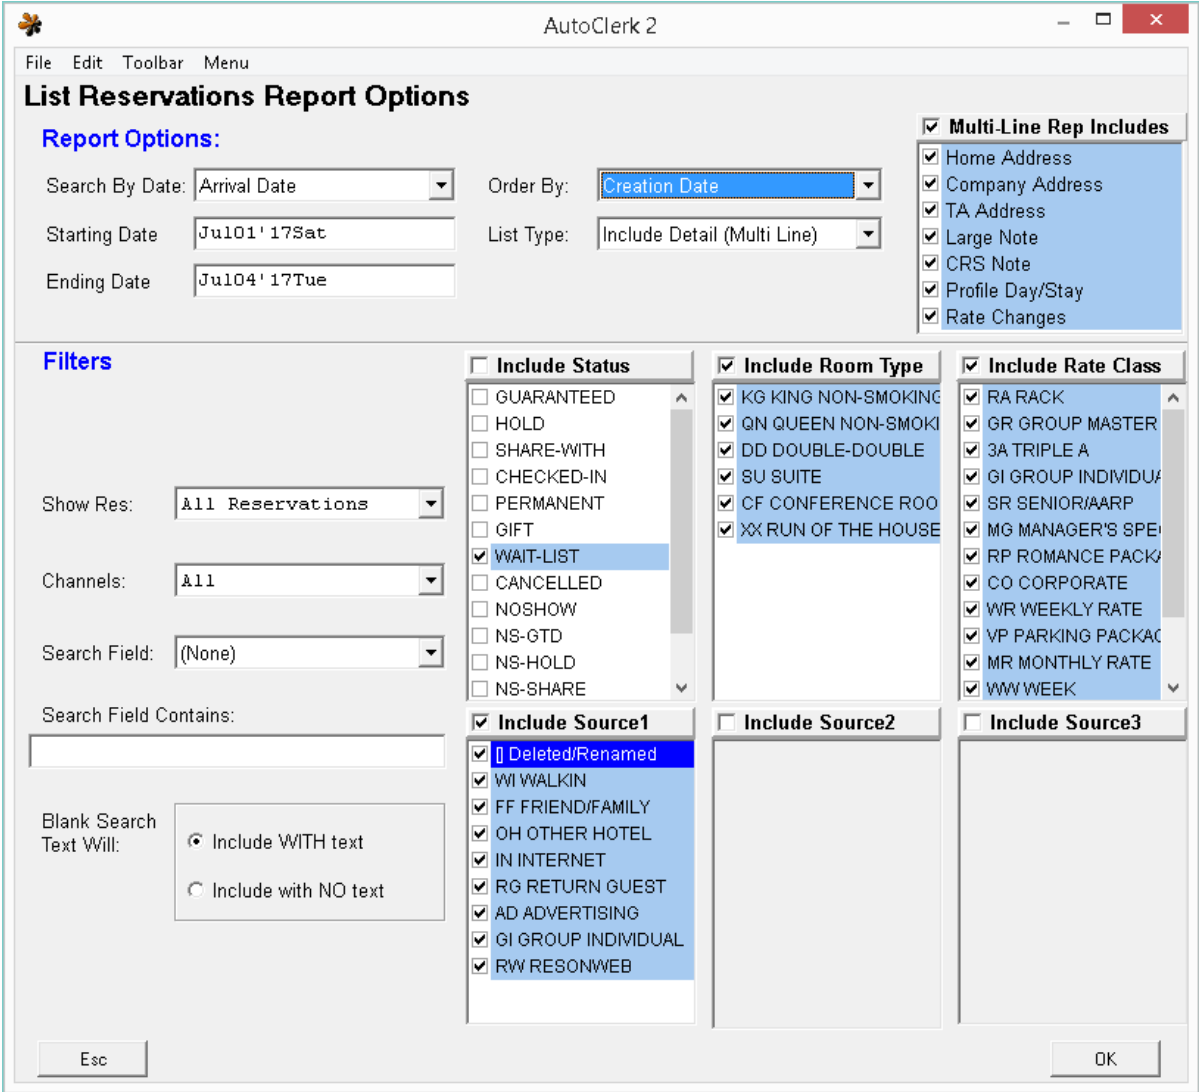 AutoClerk 2
File Edit Toolbar Menu
List Reservations Report Options
Report Options:
Search By Date: Arrival Date
Starting Date Jul01'17Sat
Ending Date Jul04'17Tue
Order By: Creation Date
List Type: Include Detail (Multi Line)
Multi-Line Rep Includes
Home Address
Company Address
TA Address
Large Note
CRS Note
Profile Day/Stay
Rate Changes
Filters
Show Res: All Reservations
Channels: All
Search Field: (None)
Search Field Contains:
Blank Search
Text Will:
Include WITH text
Include with NO text
Include Status
GUARANTEED
HOLD
SHARE-WITH
CHECKED-IN
PERMANENT
GIFT
WAIT-LIST
CANCELLED
NOSHOW
NS-GTD
NS-HOLD
NS-SHARE
Include Room Type
KG KING NON-SMOKING
QN QUEEN NON-SMOKI
DD DOUBLE-DOUBLE
SU SUITE
CF CONFERENCE ROO
XX RUN OF THE HOUSE
Include Rate Class
RA RACK
GR GROUP MASTER
3A TRIPLE A
GI GROUP INDIVIDUA
SR SENIOR/AARP
MG MANAGER'S SPE
RP ROMANCE PACKA
CO CORPORATE
WR WEEKLY RATE
VP PARKING PACKAG
MR MONTHLY RATE
WW WEEK
Include Source1
[] Deleted/Renamed
WI WALKIN
FF FRIEND/FAMILY
OH OTHER HOTEL
IN INTERNET
RG RETURN GUEST
AD ADVERTISING
GI GROUP INDIVIDUAL
RW RESONWEB
Include Source2
Include Source3
Esc
OK